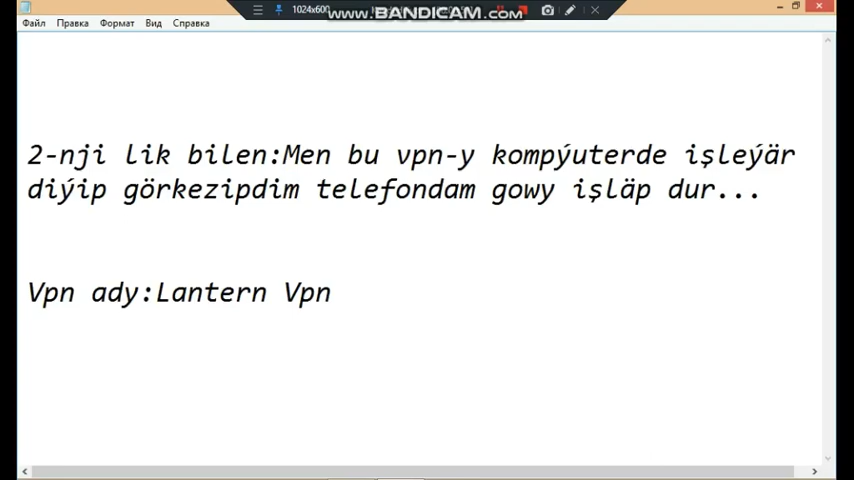 1024x600
www.BANDICAM.com
Файл Правка Формат Вид Справка
2-nji lik bilen:Men bu vpn-y kompýuterde işleýär
diýip görkezipdim telefondam gowy işläp dur...
Vpn ady:Lantern Vpn